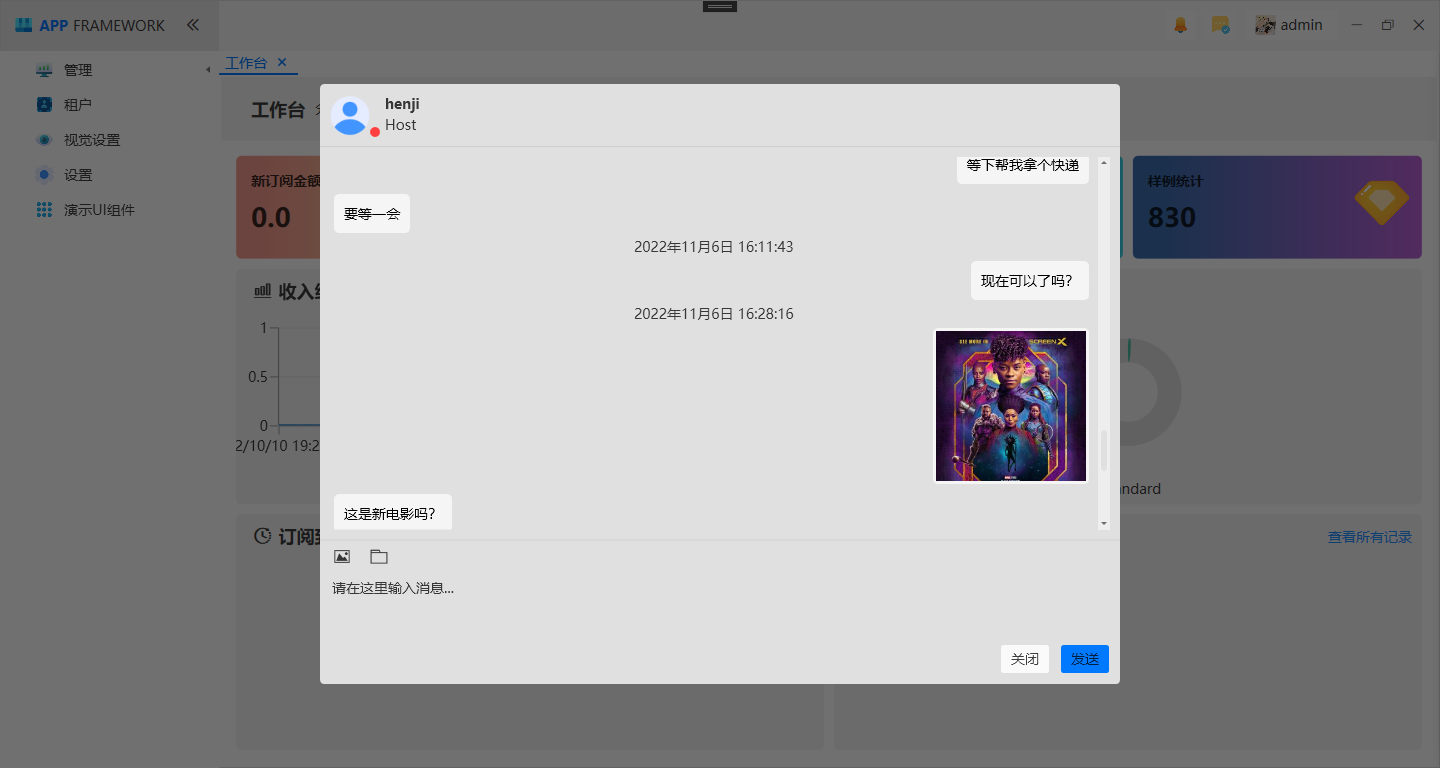 APP FRAMEWORK
admin
管理
租户
视觉设置
设置
演示UI组件
工作台
工作台
新订阅金额
0.0
样例统计
830
1
0.5
0
2/10/10 19:2
ndard
查看所有记录
henji
Host
等下帮我拿个快递
要等一会
2022年11月6日 16:11:43
现在可以了吗?
2022年11月6日 16:28:16
SEE MORE IN
SCREEN X
这是新电影吗?
请在这里输入消息...
关闭
发送